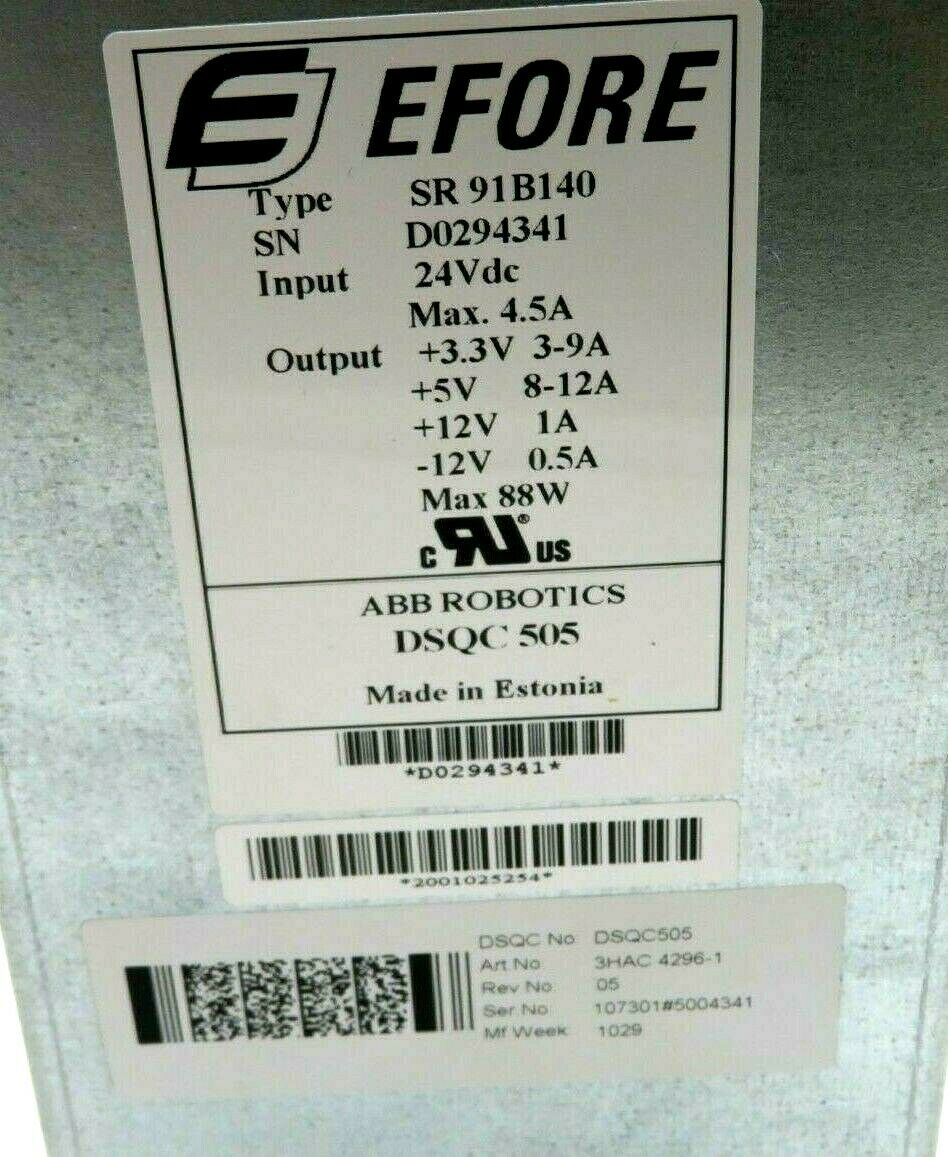 EFORE
Type SR 91B140
SN D0294341
Input 24Vdc
Max. 4.5A
Output +3.3V 3-9A
+5V 8-12A
+12V 1A
-12V 0.5A
Max 88W
c RU® US
ABB ROBOTICS
DSQC 505
Made in Estonia
*D0294341*
*2001025254*
DSQC No DSQC505
Art No 3HAC 4296-1
Rev No 05
Ser No 107301#5004341
Mf Week 1029